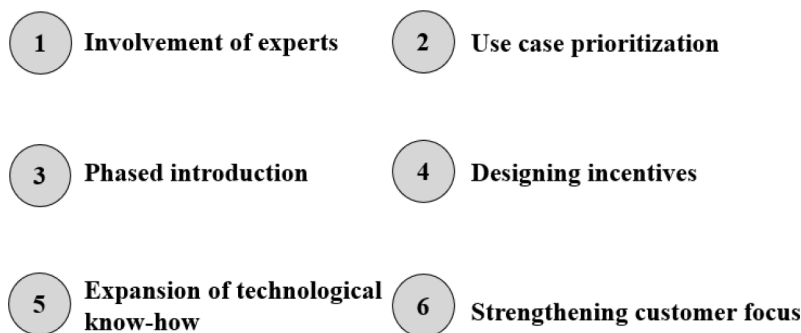 1 Involvement of experts
2 Use case prioritization
3 Phased introduction
4 Designing incentives
5 Expansion of technological
know-how
6 Strengthening customer focus